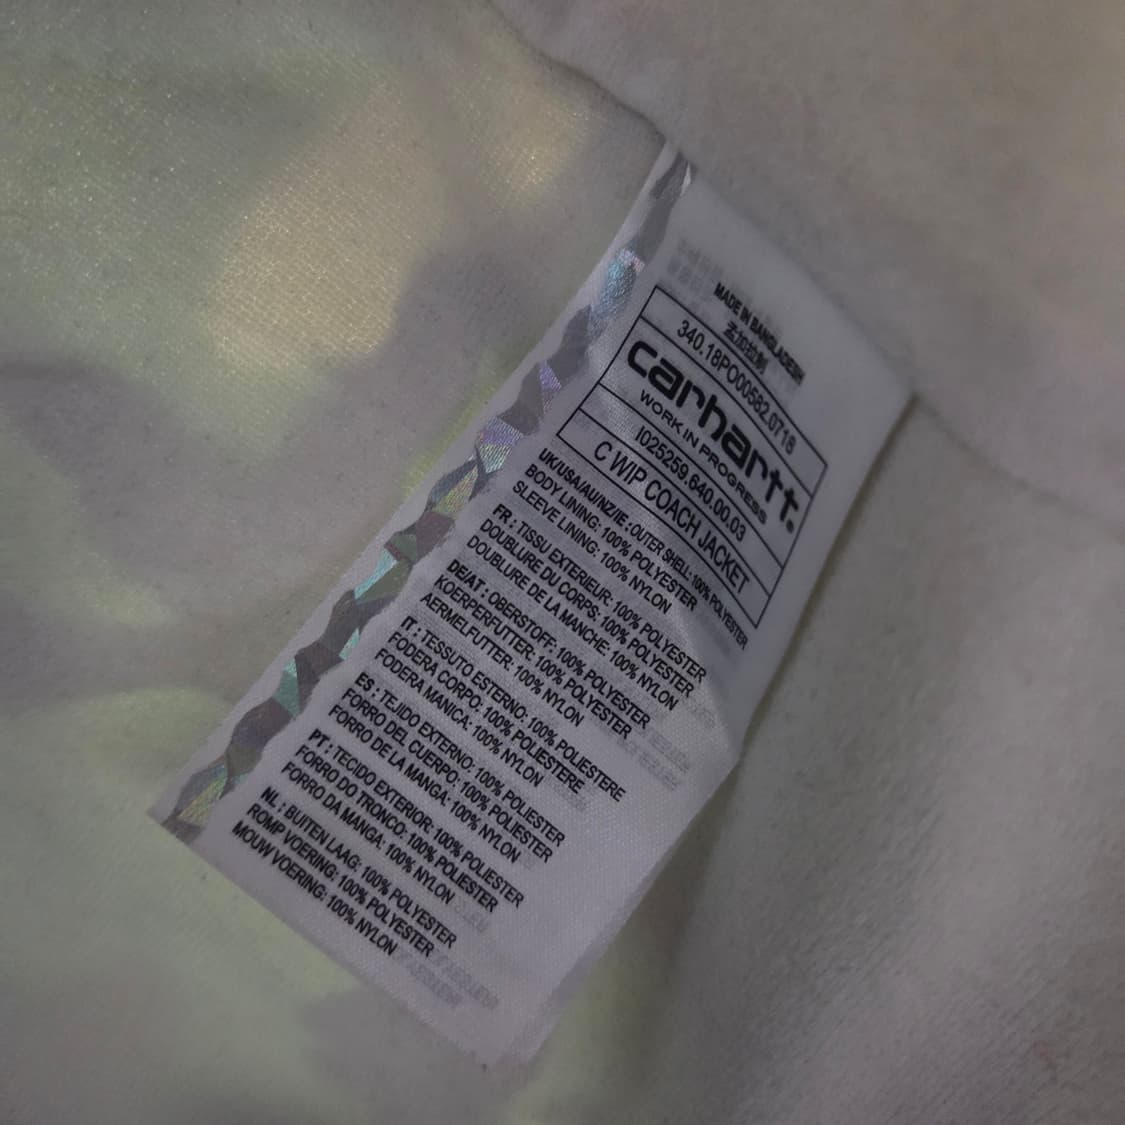 MADE IN BANGLADESH
孟加拉制
340.18PO00582.0718
carhartt.
WORK IN PROGRESS
I025259.640.00.03
C WIP COACH JACKET
UK/USA/AU/NZ/IE : OUTER SHELL: 100% POLYESTER
BODY LINING: 100% POLYESTER
SLEEVE LINING: 100% NYLON
FR : TISSU EXTERIEUR: 100% POLYESTER
DOUBLURE DU CORPS: 100% POLYESTER
DOUBLURE DE LA MANCHE: 100% NYLON
DE/AT : OBERSTOFF: 100% POLYESTER
KOERPERFUTTER: 100% POLYESTER
AERMELFUTTER: 100% NYLON
IT : TESSUTO ESTERNO: 100% POLIESTERE
FODERA CORPO: 100% POLIESTERE
FODERA MANICA: 100% NYLON
ES : TEJIDO EXTERNO: 100% POLIESTER
FORRO DEL CUERPO: 100% POLIESTER
FORRO DE LA MANGA: 100% NYLON
PT : TECIDO EXTERIOR: 100% POLIESTER
FORRO DO TRONCO: 100% POLIESTER
FORRO DA MANGA: 100% NYLON
NL : BUITEN LAAG: 100% POLYESTER
ROMP VOERING: 100% POLYESTER
MOUW VOERING: 100% NYLON